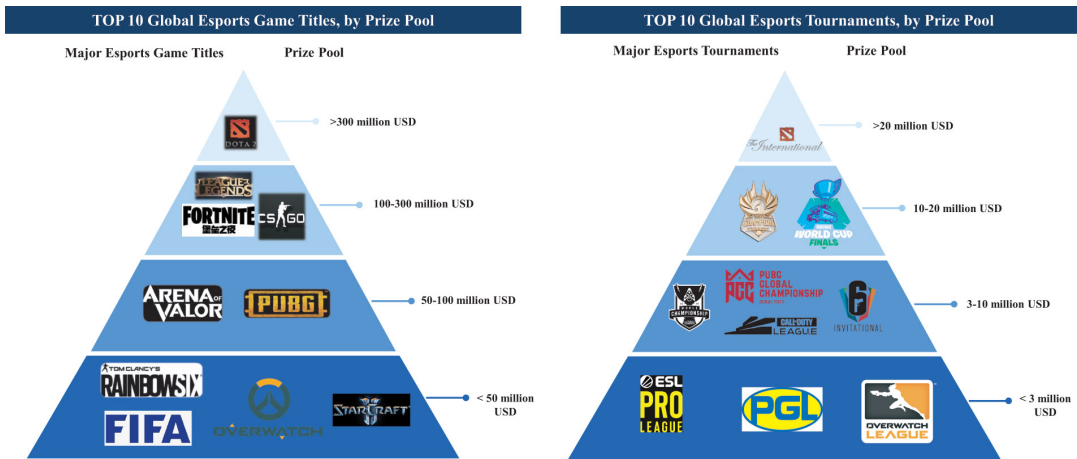 TOP 10 Global Esports Game Titles, by Prize Pool
Major Esports Game Titles
Prize Pool
>300 million USD
DOTA 2
LEAGUE OF
LEGENDS
FORTNITE
堡垒之夜
CS GO
100-300 million USD
ARENA OF
VALOR
PUBG
50-100 million USD
TOM CLANCY'S
RAINBOWSIX
FIFA
OVERWATCH
STARCRAFT
II
< 50 million
USD
TOP 10 Global Esports Tournaments, by Prize Pool
Major Esports Tournaments
Prize Pool
>20 million USD
The
International
10-20 million USD
WORLD CUP
FINALS
WORLD
CHAMPIONSHIP
PGC
PUBG
GLOBAL
CHAMPIONSHIP
CALL OF DUTY
LEAGUE
6
INVITATIONAL
3-10 million USD
ESL
PRO
LEAGUE
PGL
OVERWATCH
LEAGUE
< 3 million
USD